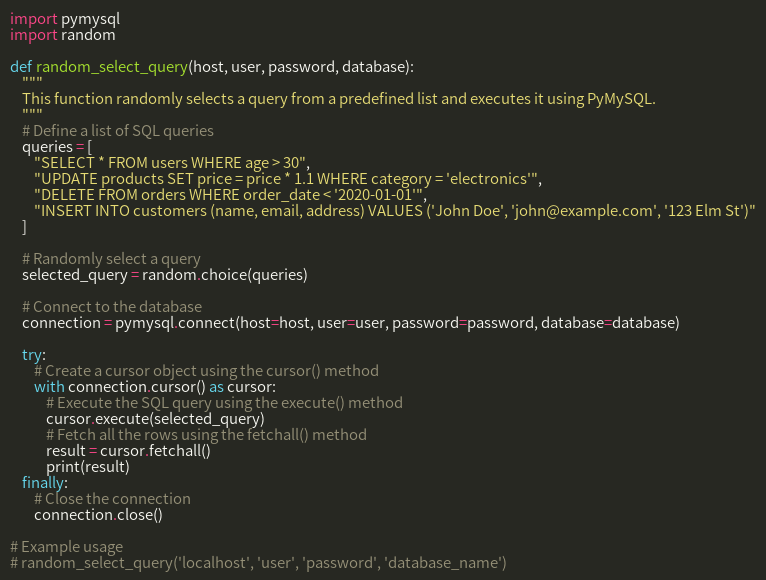 import pymysql
import random

def random_select_query(host, user, password, database):
    """
    This function randomly selects a query from a predefined list and executes it using PyMySQL.
    """
    # Define a list of SQL queries
    queries = [
        "SELECT * FROM users WHERE age > 30",
        "UPDATE products SET price = price * 1.1 WHERE category = 'electronics'",
        "DELETE FROM orders WHERE order_date < '2020-01-01'",
        "INSERT INTO customers (name, email, address) VALUES ('John Doe', 'john@example.com', '123 Elm St')"
    ]

    # Randomly select a query
    selected_query = random.choice(queries)

    # Connect to the database
    connection = pymysql.connect(host=host, user=user, password=password, database=database)

    try:
        # Create a cursor object using the cursor() method
        with connection.cursor() as cursor:
            # Execute the SQL query using the execute() method
            cursor.execute(selected_query)
            # Fetch all the rows using the fetchall() method
            result = cursor.fetchall()
            print(result)
    finally:
        # Close the connection
        connection.close()

# Example usage
# random_select_query('localhost', 'user', 'password', 'database_name')